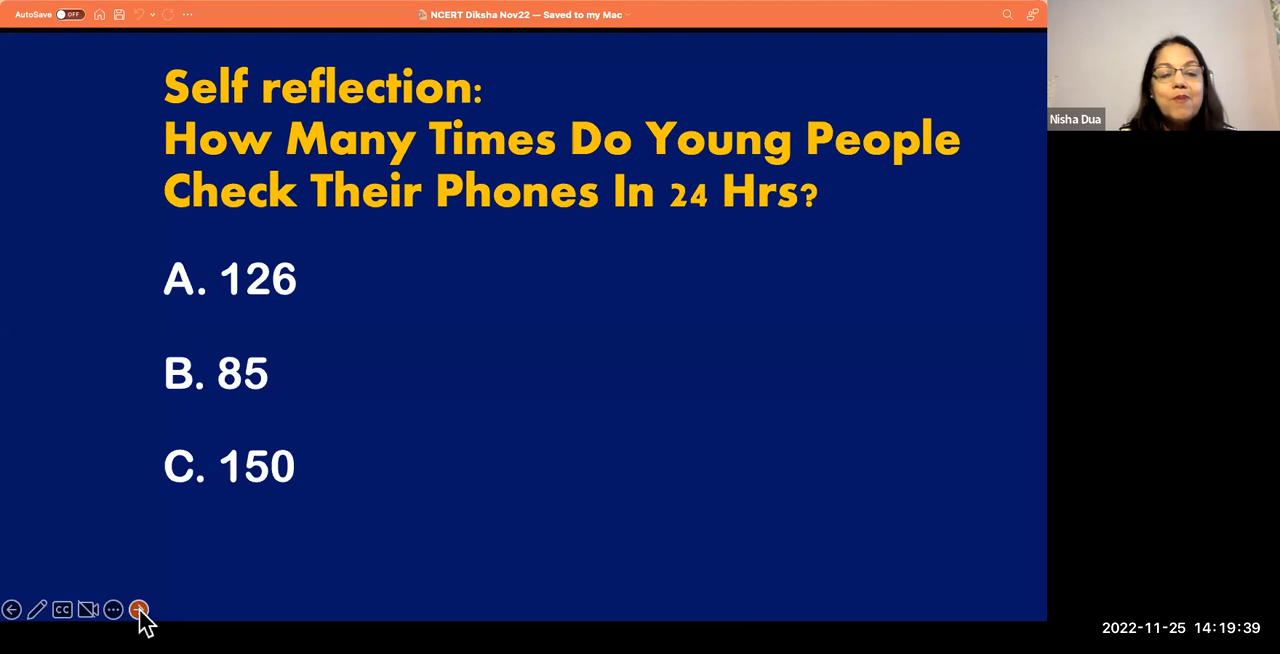 AutoSave OFF
NCERT Diksha Nov22 — Saved to my Mac
Self reflection:
How Many Times Do Young People
Check Their Phones In 24 Hrs?
A. 126
B. 85
C. 150
CC
Nisha Dua
2022-11-25 14:19:39